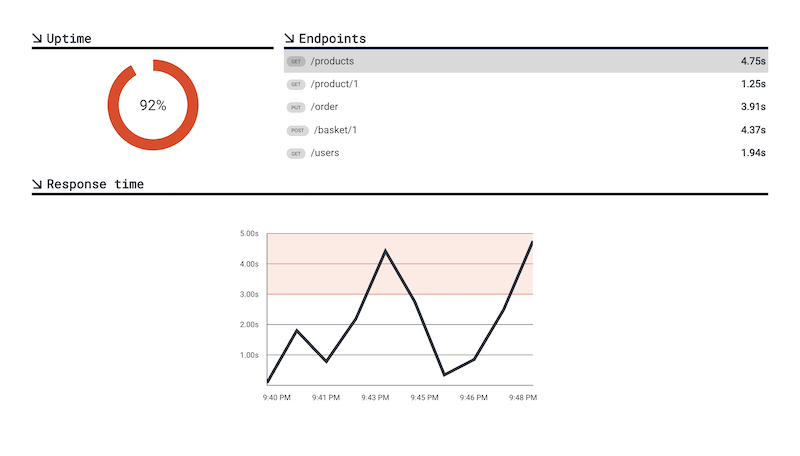 Uptime
92%
Endpoints
GET /products 4.75s
GET /product/1 1.25s
PUT /order 3.91s
POST /basket/1 4.37s
GET /users 1.94s
Response time
5.00s
4.00s
3.00s
2.00s
1.00s
9:40 PM 9:41 PM 9:43 PM 9:45 PM 9:46 PM 9:48 PM